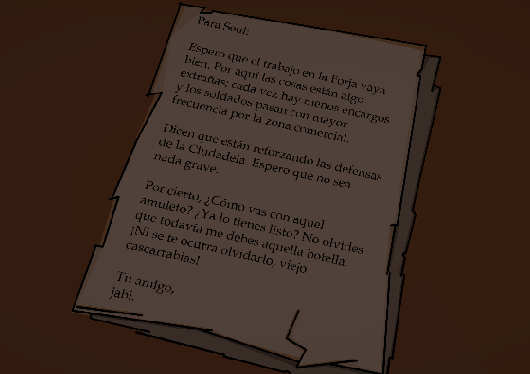 Para Soul:
Espero que el trabajo en la Forja vaya
bien. Por aquí las cosas están algo
extrañas; cada vez hay menos encargos
y los soldados pasan con mayor
frecuencia por la zona comercial.
Dicen que están reforzando las defensas
de la Ciudadela. Espero que no sea
nada grave.
Por cierto, ¿Cómo vas con aquel
amuleto? ¿Ya lo tienes listo? No olvides
que todavía me debes aquella botella.
¡Ni se te ocurra olvidarlo, viejo
cascarrabias!
Tu amigo,
Jabi.